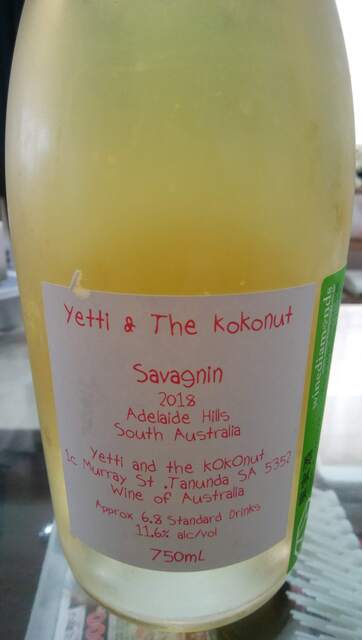 Yetti & The Kokonut
Savagnin
2018
Adelaide Hills
South Australia
Yetti and the kOkOnut
1c Murray St .Tanunda SA 5352
Wine of Australia
Approx 6.8 Standard Drinks
11.6% alc/vol
750mL
winediamonds